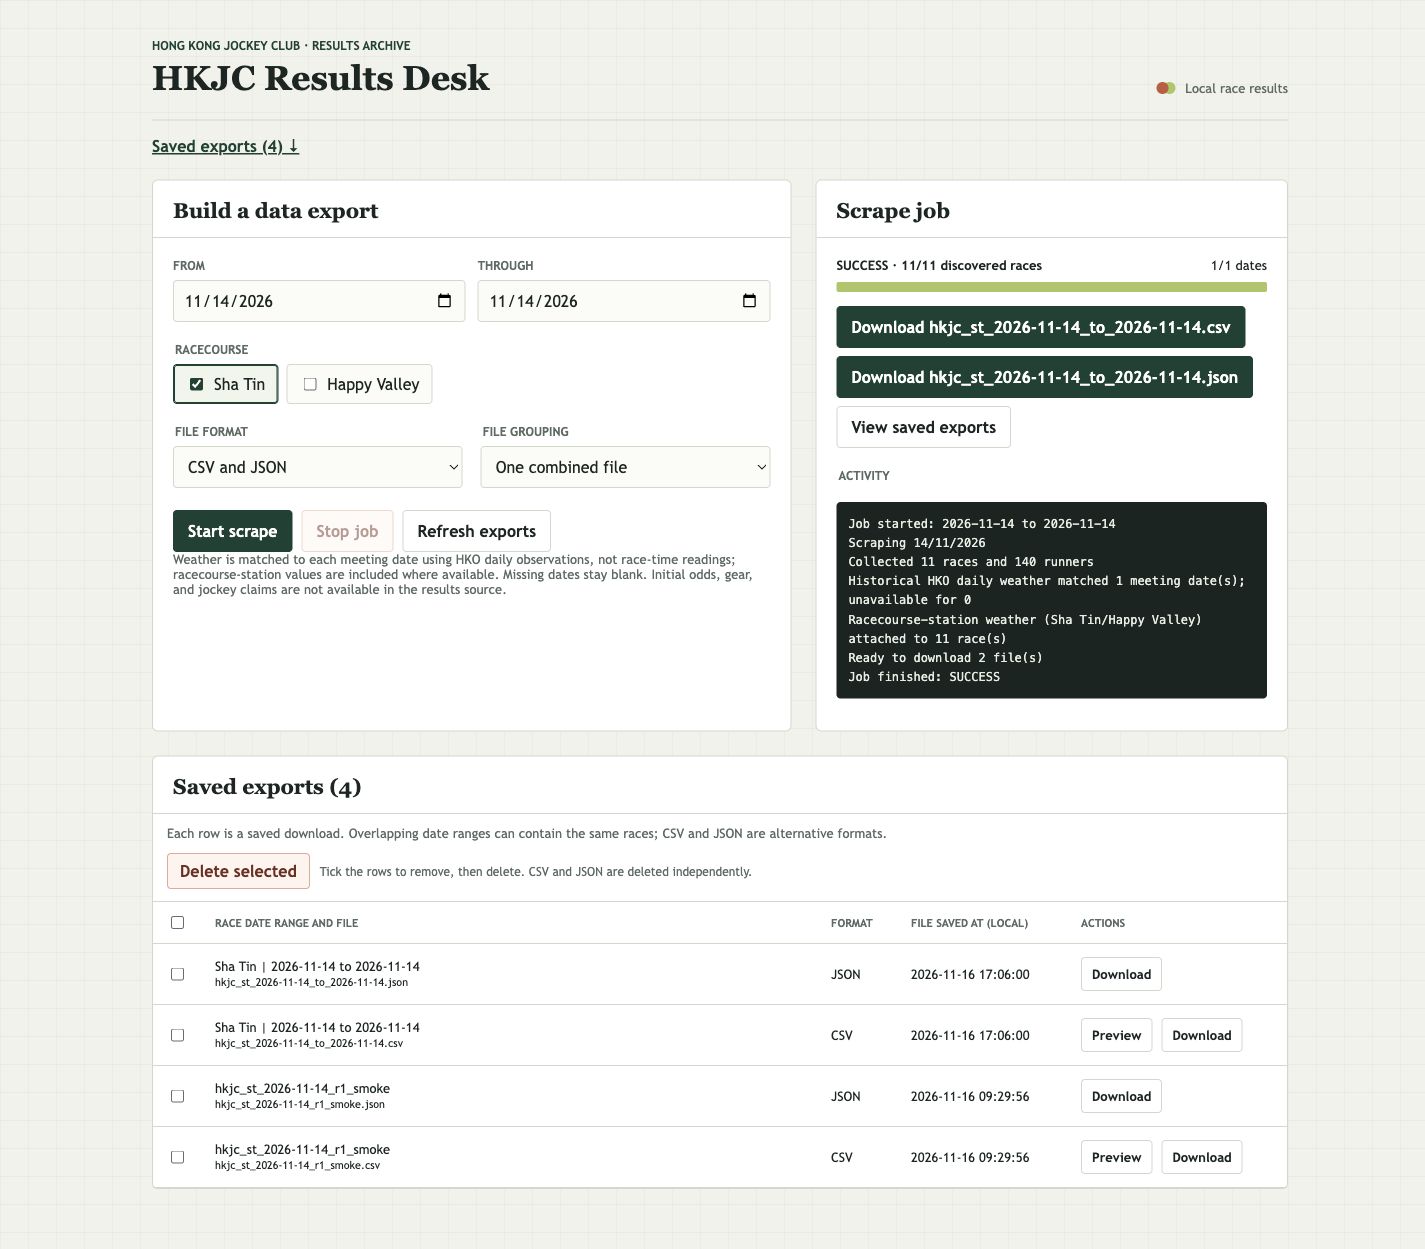 HONG KONG JOCKEY CLUB · RESULTS ARCHIVE
HKJC Results Desk
Local race results
Saved exports (4) ↓
Build a data export
FROM
THROUGH
11/14/2026
11/14/2026
RACECOURSE
Sha Tin
Happy Valley
FILE FORMAT
FILE GROUPING
CSV and JSON
One combined file
Start scrape
Stop job
Refresh exports
Weather is matched to each meeting date using HKO daily observations, not race-time readings;
racecourse-station values are included where available. Missing dates stay blank. Initial odds, gear,
and jockey claims are not available in the results source.
Scrape job
SUCCESS · 11/11 discovered races
1/1 dates
Download hkjc_st_2026-11-14_to_2026-11-14.csv
Download hkjc_st_2026-11-14_to_2026-11-14.json
View saved exports
ACTIVITY
Job started: 2026-11-14 to 2026-11-14
Scraping 14/11/2026
Collected 11 races and 140 runners
Historical HKO daily weather matched 1 meeting date(s);
unavailable for 0
Racecourse-station weather (Sha Tin/Happy Valley)
attached to 11 race(s)
Ready to download 2 file(s)
Job finished: SUCCESS
Saved exports (4)
Each row is a saved download. Overlapping date ranges can contain the same races; CSV and JSON are alternative formats.
Delete selected
Tick the rows to remove, then delete. CSV and JSON are deleted independently.
RACE DATE RANGE AND FILE
FORMAT
FILE SAVED AT (LOCAL)
ACTIONS
Sha Tin | 2026-11-14 to 2026-11-14
hkjc_st_2026-11-14_to_2026-11-14.json
JSON
2026-11-16 17:06:00
Download
Sha Tin | 2026-11-14 to 2026-11-14
hkjc_st_2026-11-14_to_2026-11-14.csv
CSV
2026-11-16 17:06:00
Preview
Download
hkjc_st_2026-11-14_r1_smoke
hkjc_st_2026-11-14_r1_smoke.json
JSON
2026-11-16 09:29:56
Download
hkjc_st_2026-11-14_r1_smoke
hkjc_st_2026-11-14_r1_smoke.csv
CSV
2026-11-16 09:29:56
Preview
Download